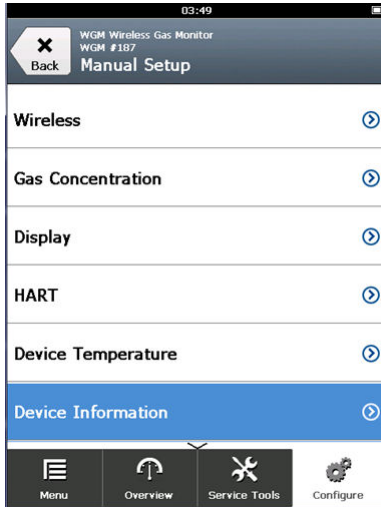 03:49
WGM Wireless Gas Monitor
WGM #187
Back
Manual Setup
Wireless
Gas Concentration
Display
HART
Device Temperature
Device Information
Menu
Overview
Service Tools
Configure